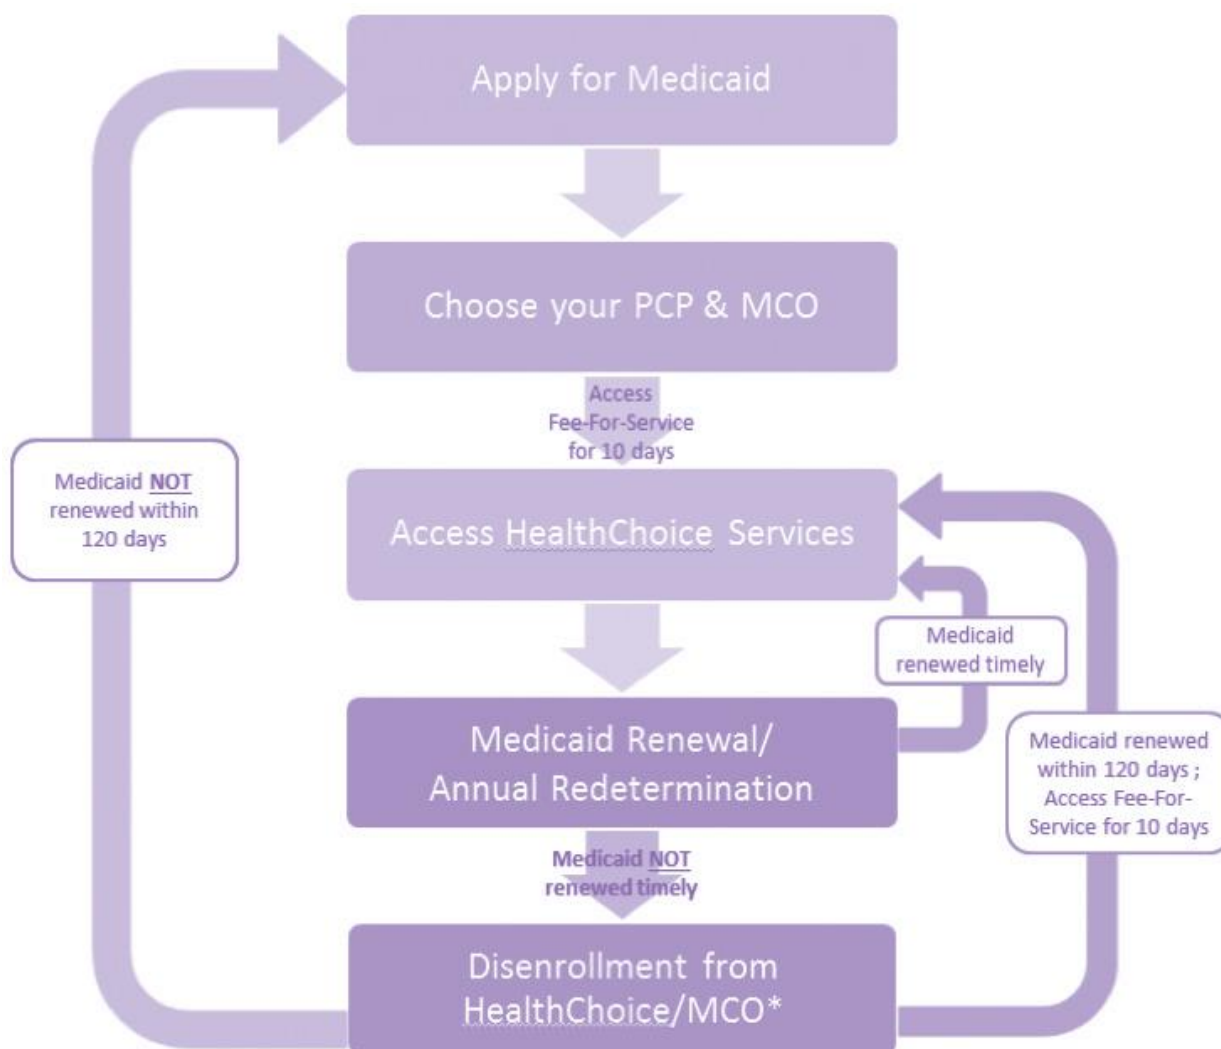 Apply for Medicaid
Choose your PCP & MCO
Access
Fee-For-Service
for 10 days
Medicaid NOT
renewed within
120 days
Access HealthChoice Services
Medicaid
renewed timely
Medicaid Renewal/
Annual Redetermination
Medicaid renewed
within 120 days ;
Access Fee-For-
Service for 10 days
Medicaid NOT
renewed timely
Disenrollment from
HealthChoice/MCO*